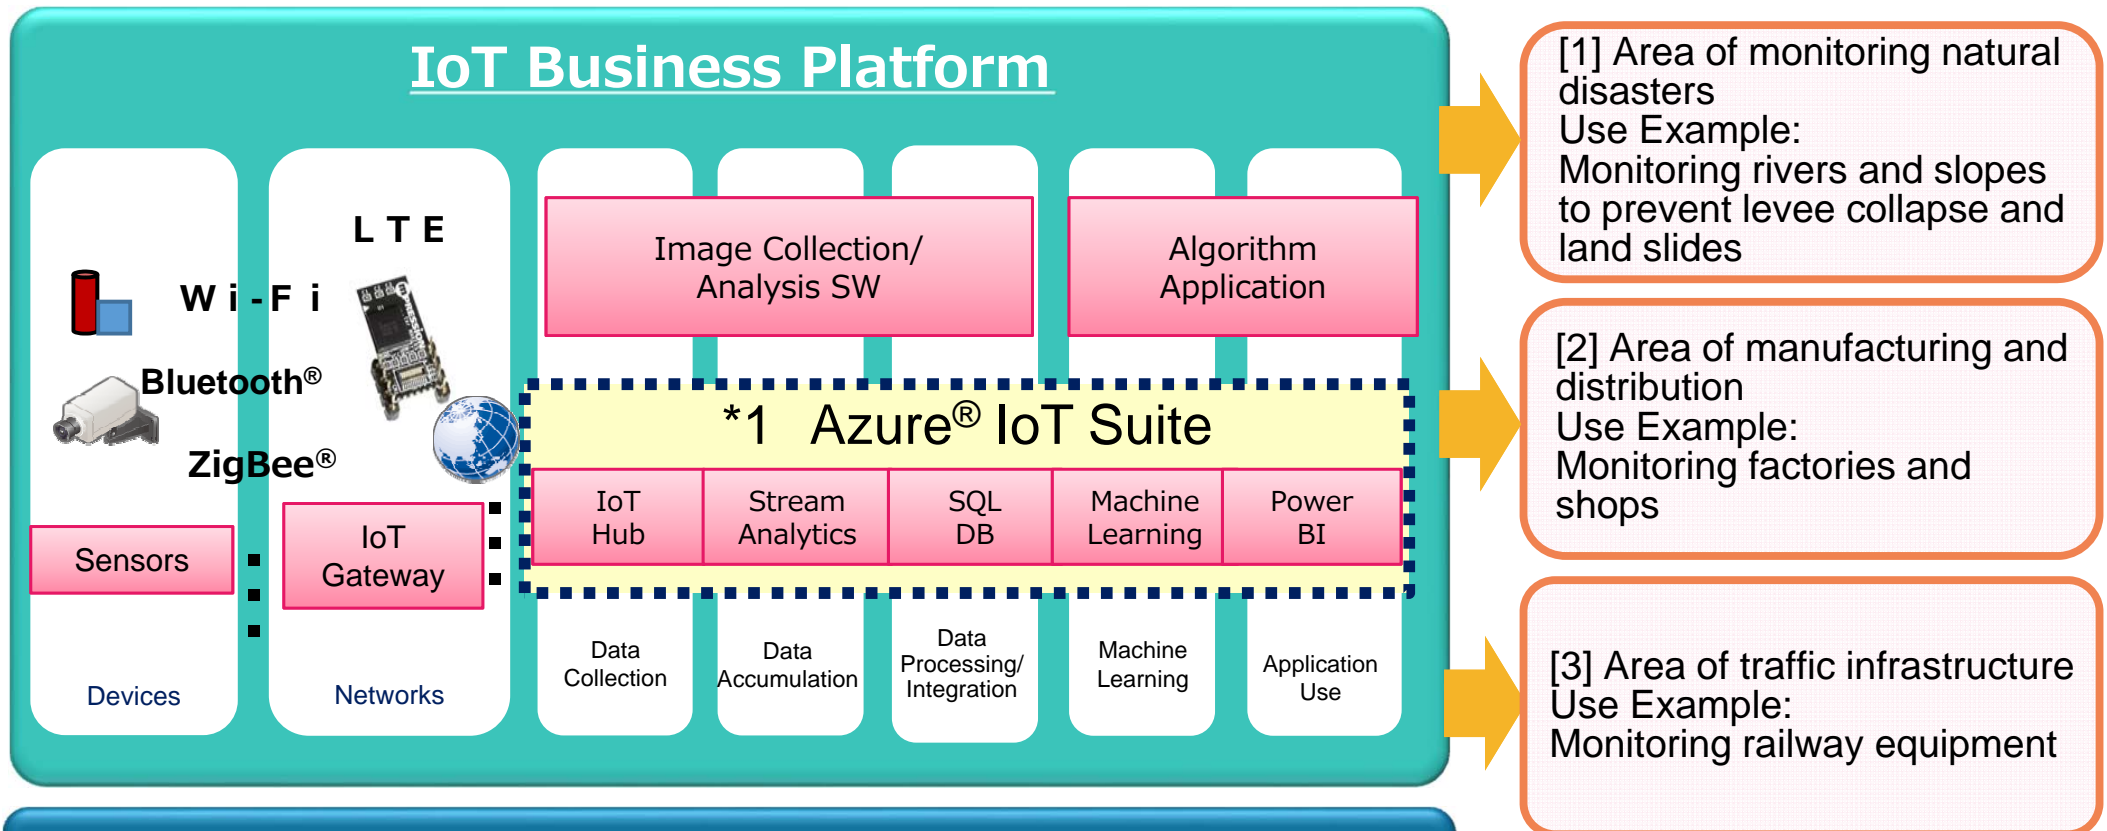 IoT Business Platform
LTE
Wi-Fi
Bluetooth®
ZigBee®
Sensors
IoT
Gateway
Devices
Networks
Image Collection/
Analysis SW
Algorithm
Application
*1 Azure® IoT Suite
IoT
Hub
Stream
Analytics
SQL
DB
Machine
Learning
Power
BI
Data
Collection
Data
Accumulation
Data
Processing/
Integration
Machine
Learning
Application
Use
[1] Area of monitoring natural
disasters
Use Example:
Monitoring rivers and slopes
to prevent levee collapse and
land slides
[2] Area of manufacturing and
distribution
Use Example:
Monitoring factories and
shops
[3] Area of traffic infrastructure
Use Example:
Monitoring railway equipment